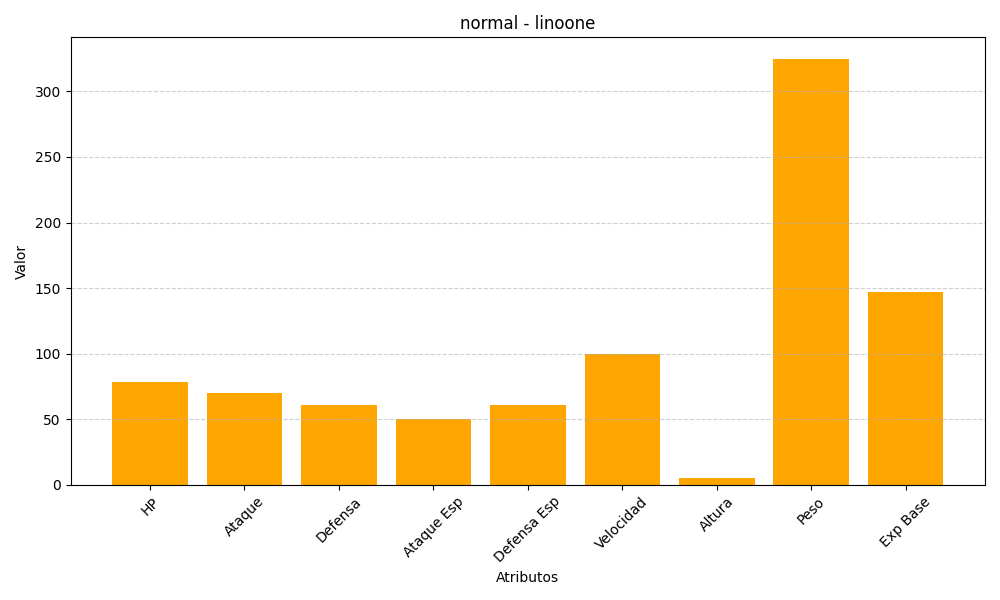 normal - linoone
Valor
300
250
200
150
100
50
0
HP
Ataque
Defensa
Ataque Esp
Defensa Esp
Velocidad
Altura
Peso
Exp Base
Atributos